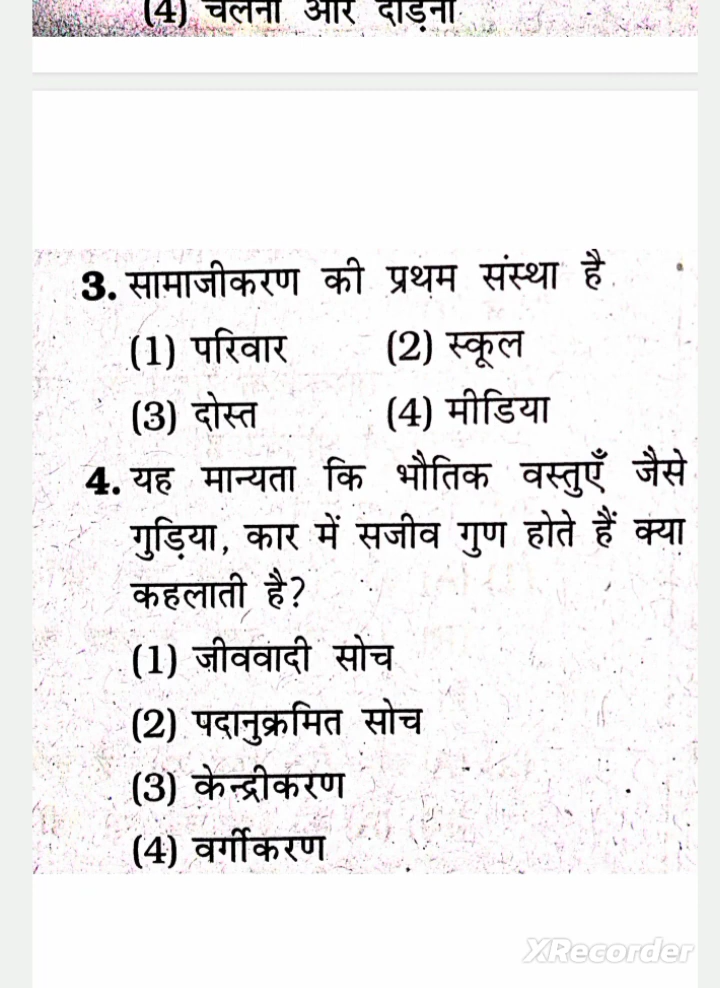 (4) चलना और दौड़ना
3. सामाजीकरण की प्रथम संस्था है
(1) परिवार (2) स्कूल
(3) दोस्त (4) मीडिया
4. यह मान्यता कि भौतिक वस्तुएँ जैसे
गुड़िया, कार में सजीव गुण होते हैं क्या
कहलाती है?
(1) जीववादी सोच
(2) पदानुक्रमित सोच
(3) केन्द्रीकरण
(4) वर्गीकरण
XRecorder